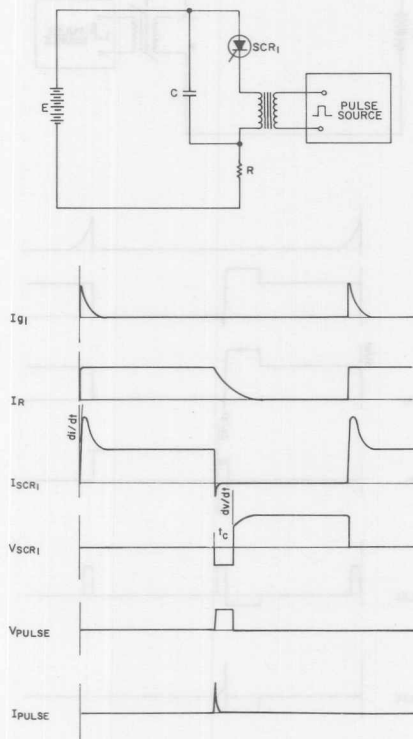 SCR1
E
C
PULSE
SOURCE
R
Ig1
IR
di/dt
ISCR1
dv/dt
tc
VSCR1
VPULSE
IPULSE